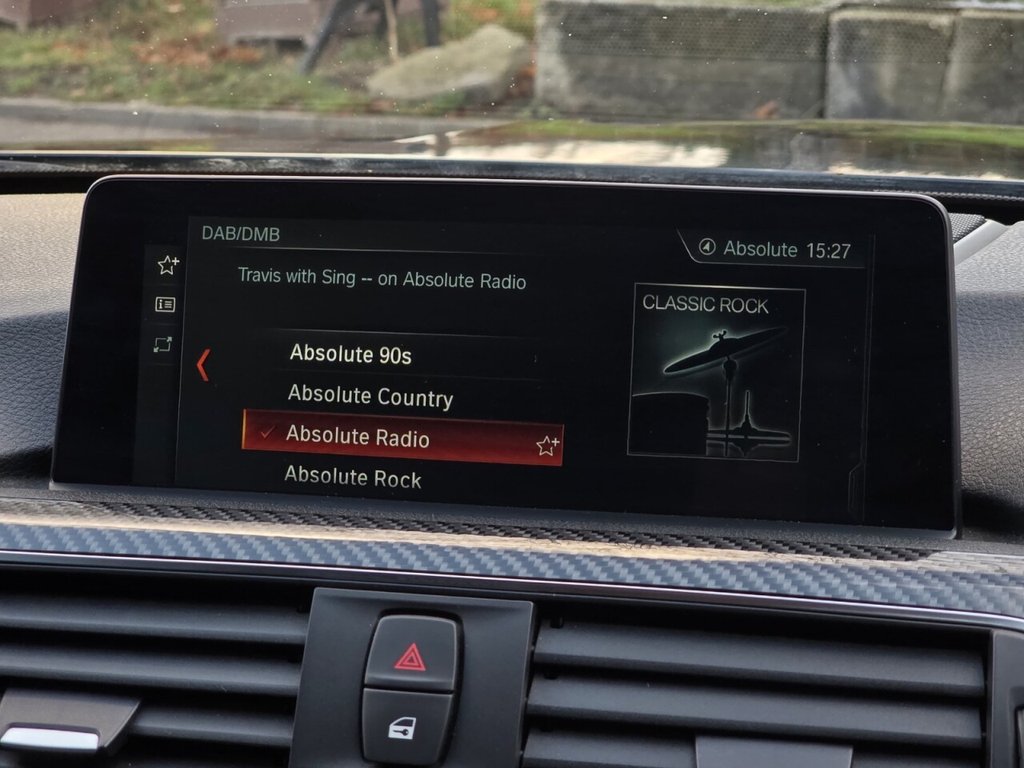 DAB/DMB
Absolute 15:27
Travis with Sing -- on Absolute Radio
CLASSIC ROCK
Absolute 90s
Absolute Country
Absolute Radio
Absolute Rock